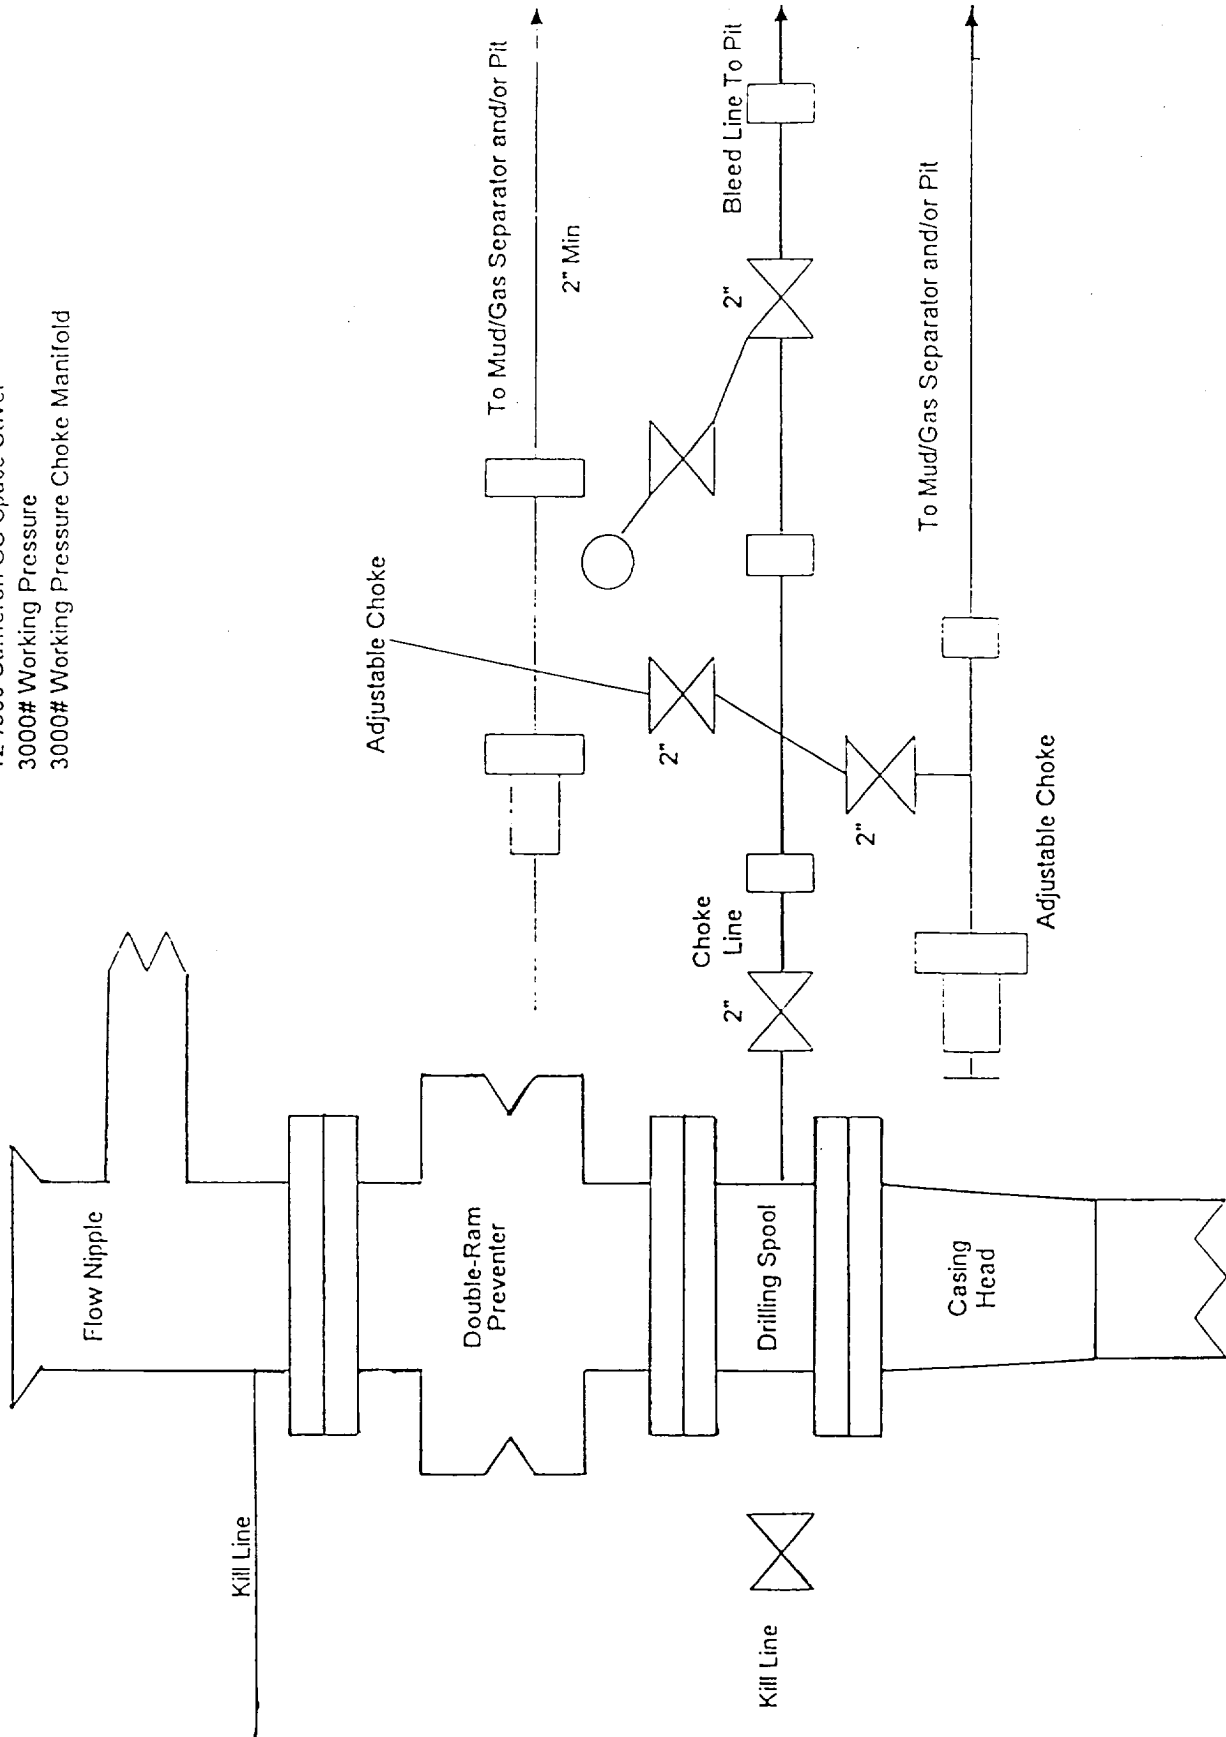 3000# Working Pressure
3000# Working Pressure Choke Manifold
Flow Nipple
Kill Line
Adjustable Choke
To Mud/Gas Separator and/or Pit
2" Min
Double-Ram
Preventer
2"
2"
Bleed Line To Pit
Choke
Line
2"
2"
Drilling Spool
Kill Line
To Mud/Gas Separator and/or Pit
Adjustable Choke
Casing
Head